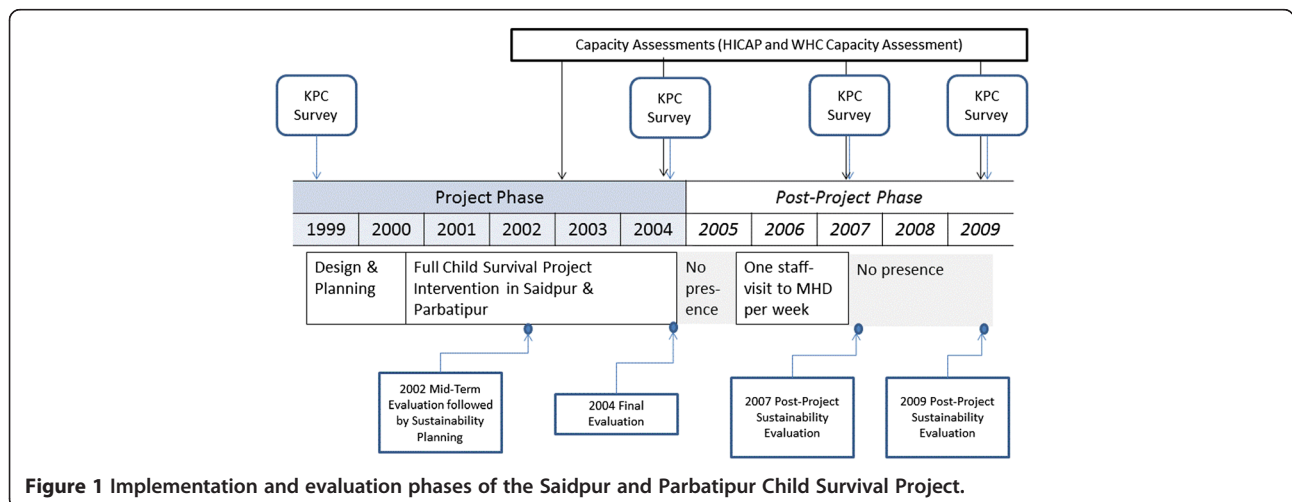 Capacity Assessments (HICAP and WHC Capacity Assessment)
KPC
Survey
KPC
Survey
KPC
Survey
KPC
Survey
Project Phase
Post-Project Phase
1999 2000 2001 2002 2003 2004 2005 2006 2007 2008 2009
Design &
Planning
Full Child Survival Project
Intervention in Saidpur &
Parbatipur
No
pres-
ence
One staff-
visit to MHD
per week
No presence
2002 Mid-Term
Evaluation followed
by Sustainability
Planning
2004 Final
Evaluation
2007 Post-Project
Sustainability
Evaluation
2009 Post-Project
Sustainability
Evaluation
Figure 1 Implementation and evaluation phases of the Saidpur and Parbatipur Child Survival Project.